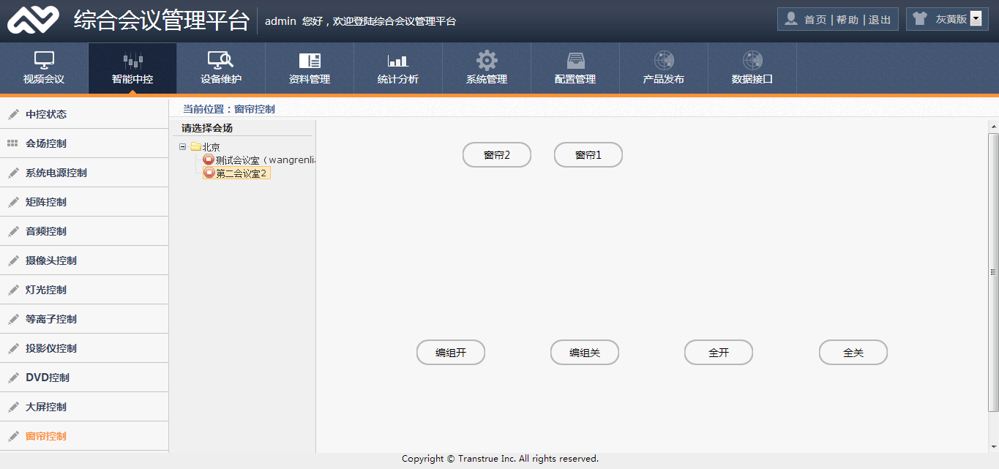 综合会议管理平台
admin 您好，欢迎登陆综合会议管理平台
首页 | 帮助 | 退出
灰黄版
视频会议
智能中控
设备维护
资料管理
统计分析
系统管理
配置管理
产品发布
数据接口
中控状态
会场控制
系统电源控制
矩阵控制
音频控制
摄像头控制
灯光控制
等离子控制
投影仪控制
DVD控制
大屏控制
窗帘控制
当前位置：窗帘控制
请选择会场
北京
测试会议室（wangrenlia
第二会议室2
窗帘2
窗帘1
编组开
编组关
全开
全关
Copyright © Transtrue Inc. All rights reserved.